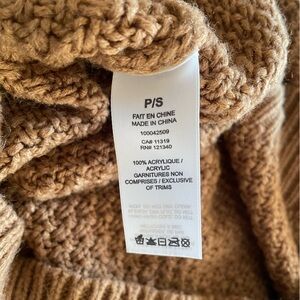 P/S
FAIT EN CHINE
MADE IN CHINA
100042509
CA# 11319
RN# 121340
100% ACRYLIQUE /
ACRYLIC
GARNITURES NON
COMPRISES / EXCLUSIVE
OF TRIMS